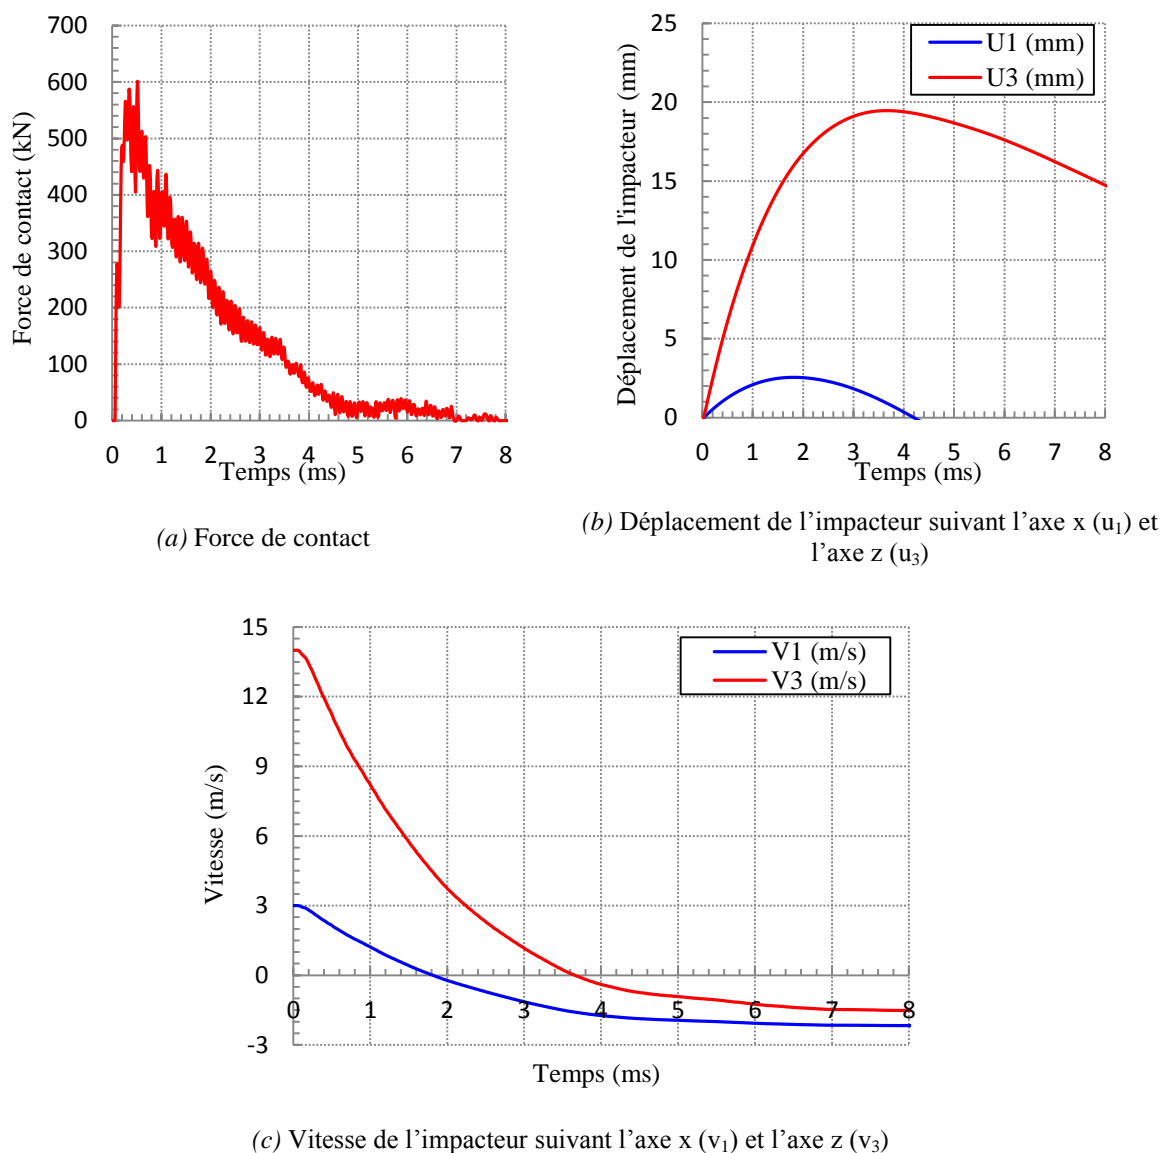 700
600
500
400
300
200
100
0
Force de contact (kN)
0 1 2 3 4 5 6 7 8
Temps (ms)
(a) Force de contact
25
20
15
10
5
0
Déplacement de l'impacteur (mm)
U1 (mm)
U3 (mm)
0 1 2 3 4 5 6 7 8
Temps (ms)
(b) Déplacement de l’impacteur suivant l’axe x (u1) et
l’axe z (u3)
15
12
9
6
3
0
-3
Vitesse (m/s)
V1 (m/s)
V3 (m/s)
0 1 2 3 4 5 6 7 8
Temps (ms)
(c) Vitesse de l’impacteur suivant l’axe x (v1) et l’axe z (v3)